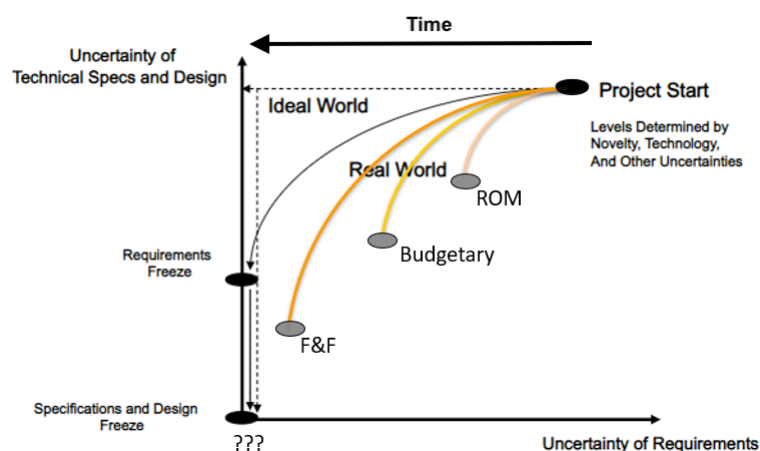 Time
Uncertainty of
Technical Specs and Design
Ideal World
Project Start
Levels Determined by
Novelty, Technology,
And Other Uncertainties
Real World
ROM
Budgetary
Requirements
Freeze
F&F
Specifications and Design
Freeze
???
Uncertainty of Requirements